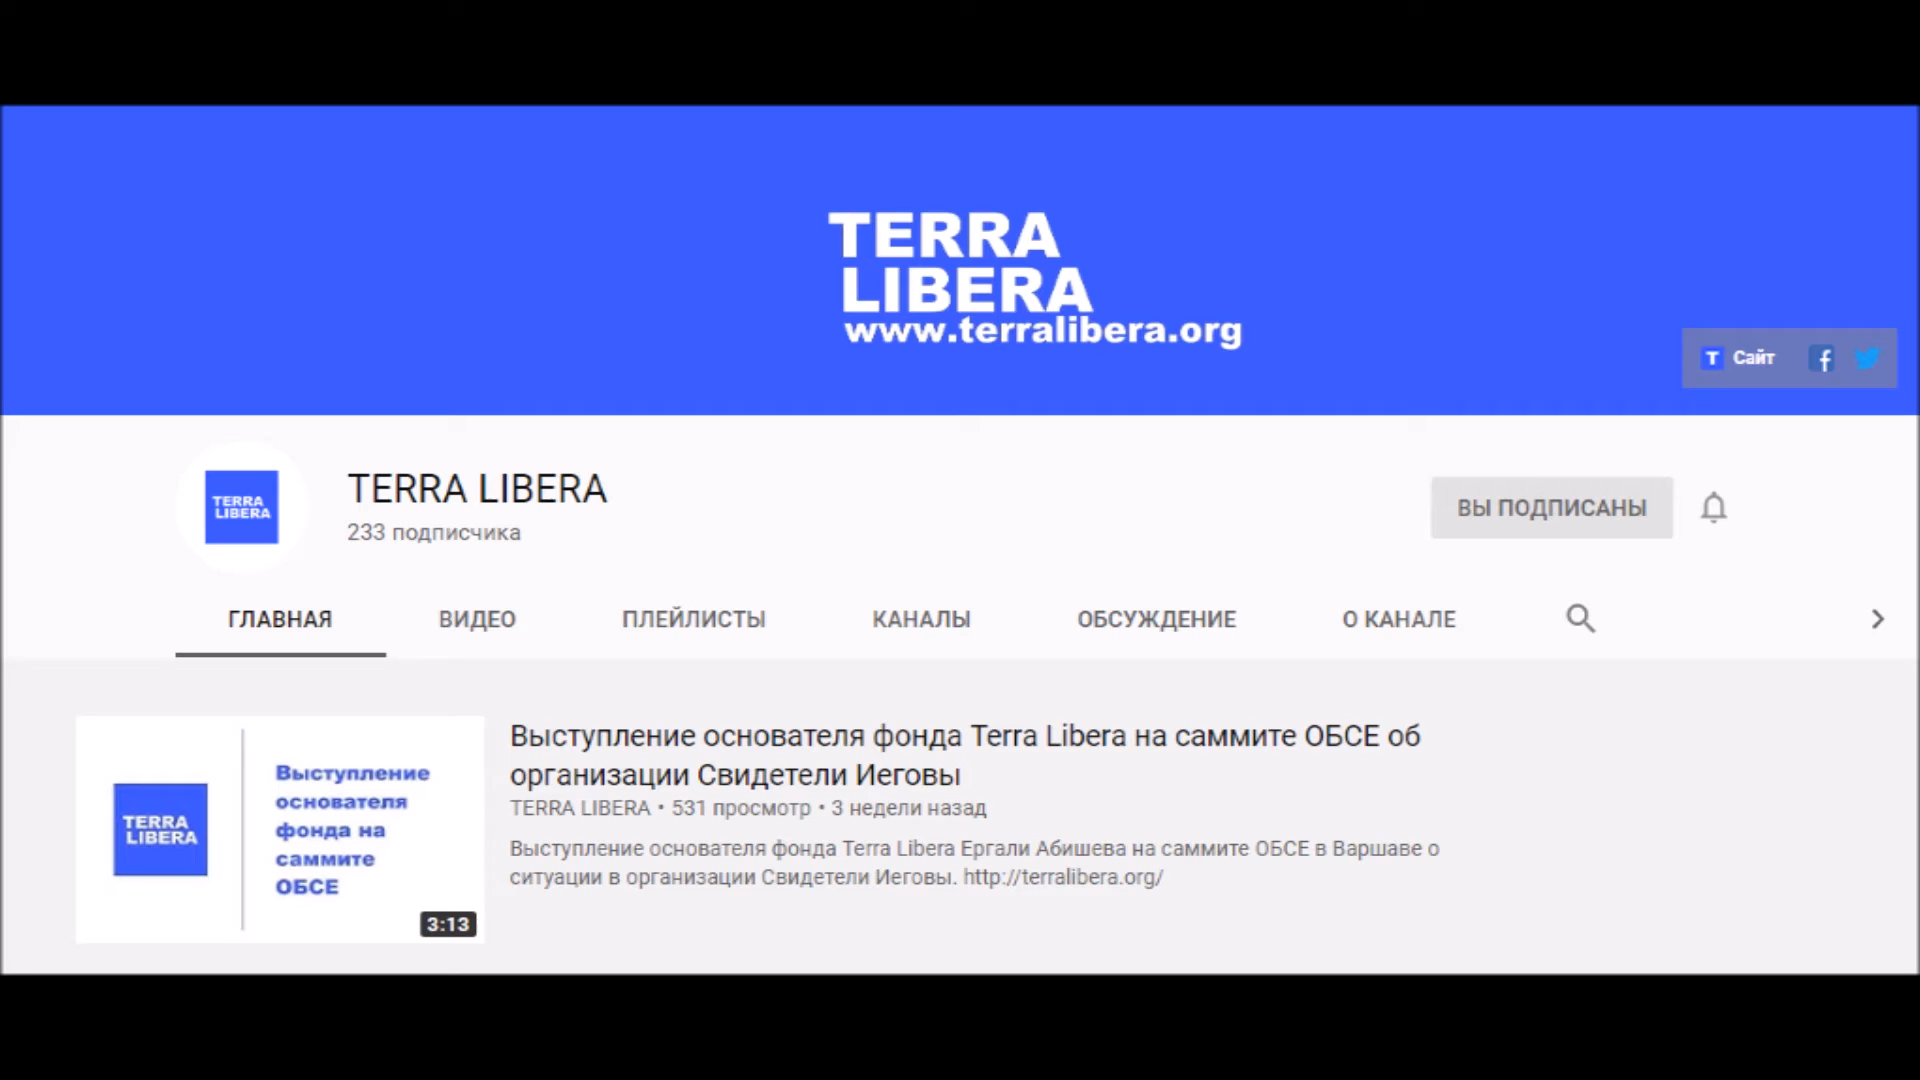 TERRA
LIBERA
www.terralibera.org
T Сайт
TERRA
LIBERA
TERRA LIBERA
233 подписчика
ВЫ ПОДПИСАНЫ
ГЛАВНАЯ ВИДЕО ПЛЕЙЛИСТЫ КАНАЛЫ ОБСУЖДЕНИЕ О КАНАЛЕ
TERRA
LIBERA
Выступление
основателя
фонда на
саммите
ОБСЕ
3:13
Выступление основателя фонда Terra Libera на саммите ОБСЕ об
организации Свидетели Иеговы
TERRA LIBERA • 531 просмотр • 3 недели назад
Выступление основателя фонда Terra Libera Ергали Абишева на саммите ОБСЕ в Варшаве о
ситуации в организации Свидетели Иеговы. http://terralibera.org/